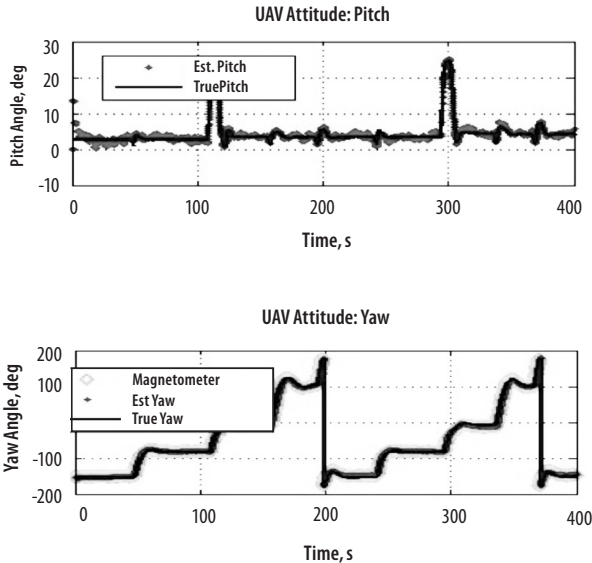 UAV Attitude: Pitch
30
20
10
0
-10
Pitch Angle, deg
Est. Pitch
TruePitch
0 100 200 300 400
Time, s
UAV Attitude: Yaw
200
100
-100
-200
Yaw Angle, deg
Magnetometer
Est Yaw
True Yaw
0 100 200 300 400
Time, s